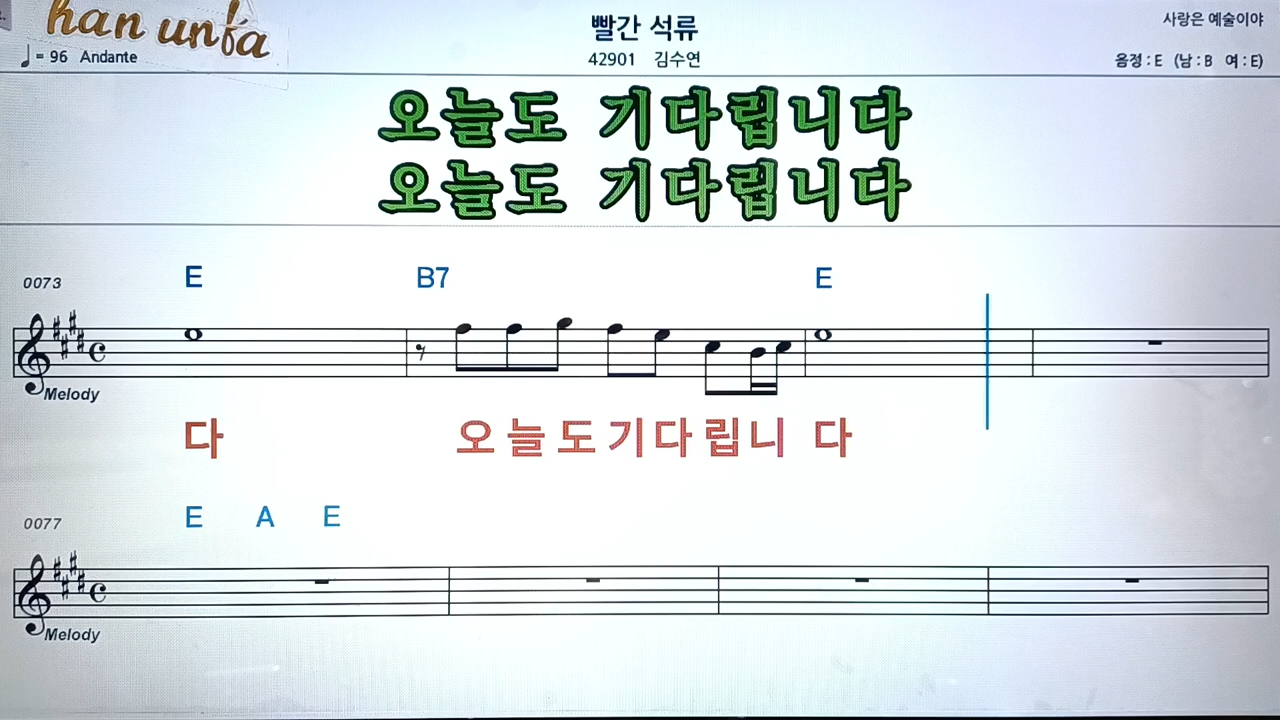 han unfa
빨간 석류
사랑은 예술이야
♩= 96 Andante
42901 김수연
음정 : E (남 : B 여 : E)
오늘도 기다립니다
오늘도 기다립니다
0073
E B7 E
Melody
다 오늘도기다립니 다
0077
E A E
Melody